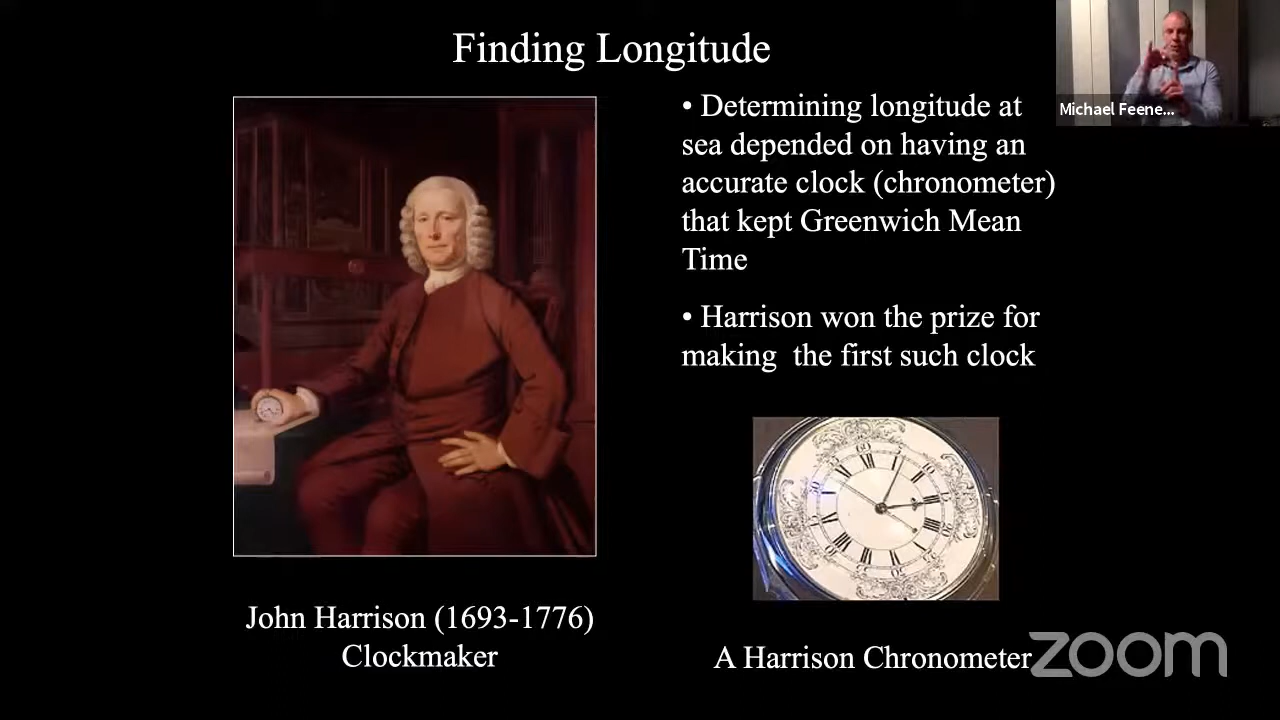 Finding Longitude
• Determining longitude at
sea depended on having an
accurate clock (chronometer)
that kept Greenwich Mean
Time
• Harrison won the prize for
making  the first such clock
John Harrison (1693-1776)
Clockmaker
A Harrison Chronometer
Michael Feene...
zoom